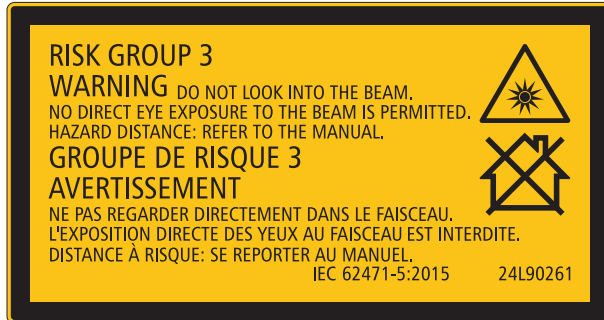 RISK GROUP 3
WARNING DO NOT LOOK INTO THE BEAM.
NO DIRECT EYE EXPOSURE TO THE BEAM IS PERMITTED.
HAZARD DISTANCE: REFER TO THE MANUAL.
GROUPE DE RISQUE 3
AVERTISSEMENT
NE PAS REGARDER DIRECTEMENT DANS LE FAISCEAU.
L'EXPOSITION DIRECTE DES YEUX AU FAISCEAU EST INTERDITE.
DISTANCE À RISQUE: SE REPORTER AU MANUEL.
IEC 62471-5:2015 24L90261